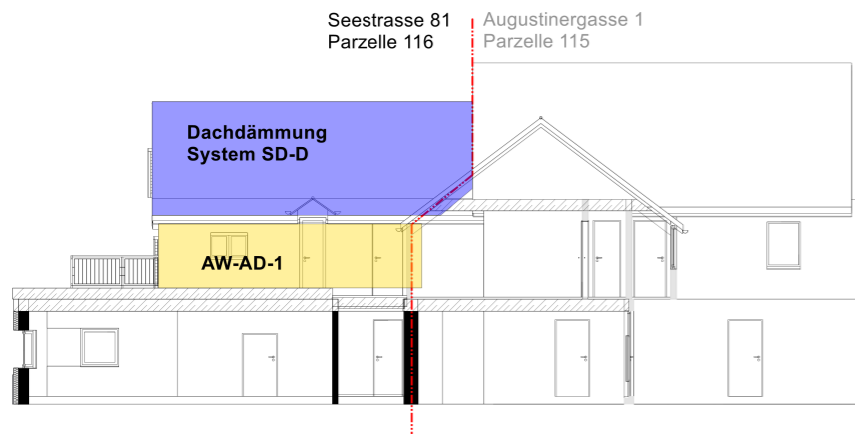 Seestrasse 81
Parzelle 116
Augustinergasse 1
Parzelle 115
Dachdämmung
System SD-D
AW-AD-1